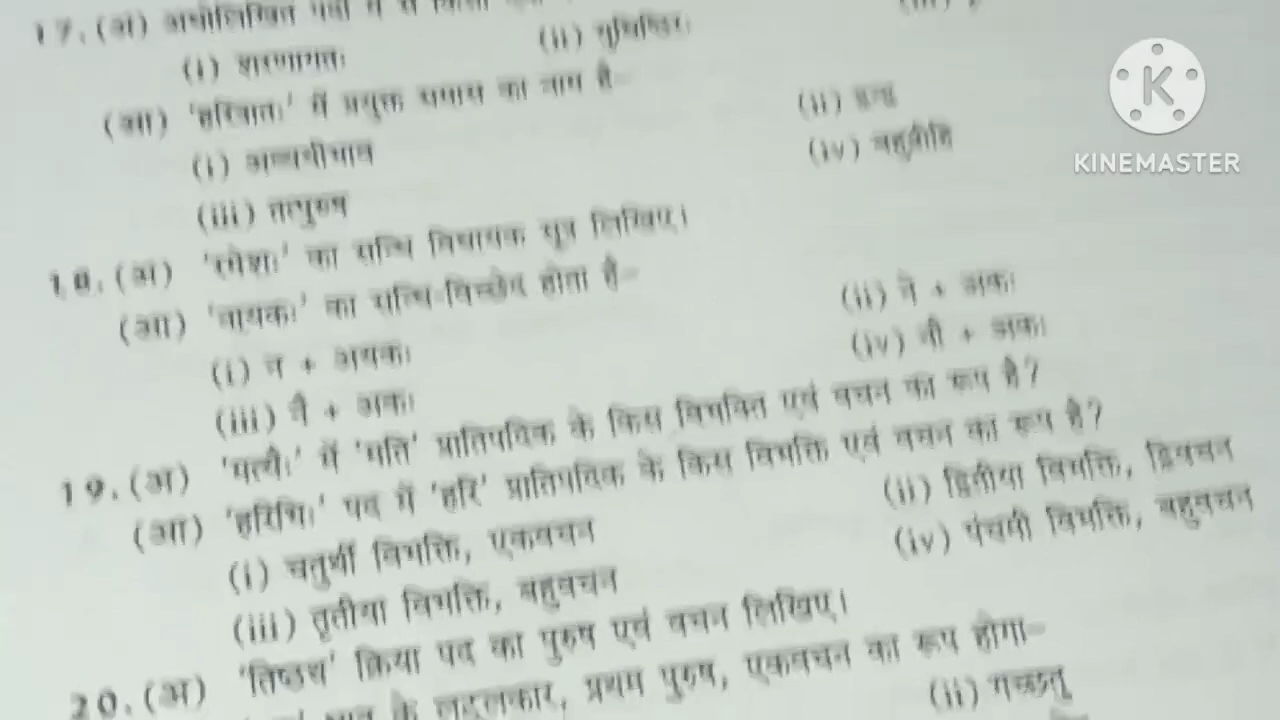 17. (अ) अधोलिखित पदों में से किसी
(i) शरणागतः (ii) युधिष्ठिरः
(आ) 'हरित्रातः' में प्रयुक्त समास का नाम है–
(i) अव्ययीभाव (ii) द्वन्द्व
(iii) तत्पुरुष (iv) बहुव्रीहि
18. (अ) 'रमेशः' का सन्धि विधायक सूत्र लिखिए।
(आ) 'नायकः' का सन्धि-विच्छेद होता है–
(i) न + अयकः (ii) ने + अकः
(iii) नै + अकः (iv) नी + अकः
19. (अ) 'मत्यैः' में 'मति' प्रातिपदिक के किस विभक्ति एवं वचन का रूप है?
(आ) 'हरिभिः' पद में 'हरि' प्रातिपदिक के किस विभक्ति एवं वचन का रूप है?
(i) चतुर्थी विभक्ति, एकवचन (ii) द्वितीया विभक्ति, द्विवचन
(iii) तृतीया विभक्ति, बहुवचन (iv) पंचमी विभक्ति, बहुवचन
20. (अ) 'तिष्ठथ' क्रिया पद का पुरुष एवं वचन लिखिए।
के लट्लकार, प्रथम पुरुष, एकवचन का रूप होगा–
(ii) गच्छतु
KINEMASTER